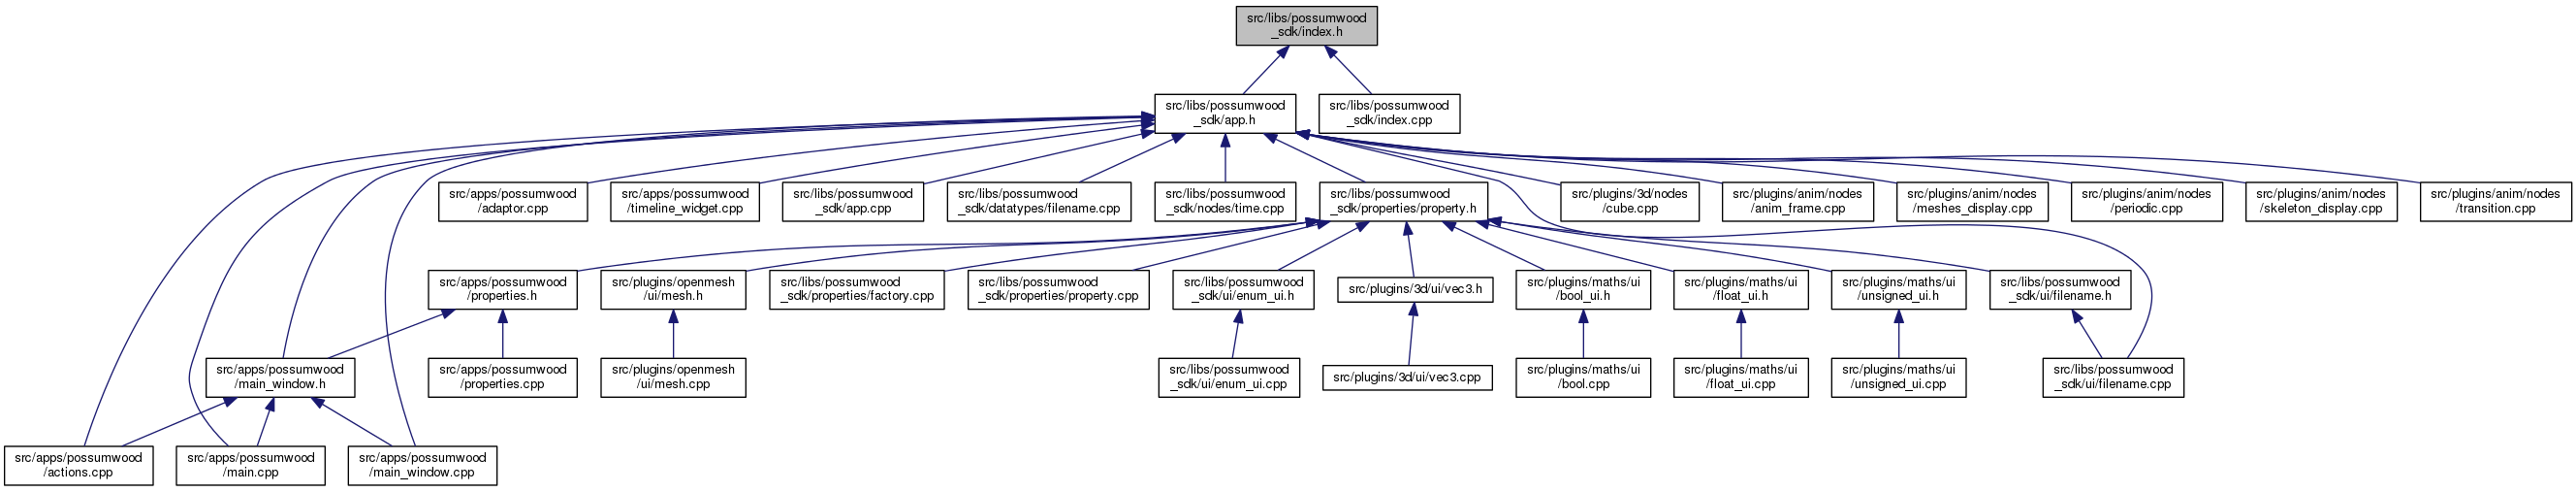 src/libs/possumwood
_sdk/index.h
src/libs/possumwood
_sdk/app.h
src/libs/possumwood
_sdk/index.cpp
src/apps/possumwood
/adaptor.cpp
src/apps/possumwood
/timeline_widget.cpp
src/libs/possumwood
_sdk/app.cpp
src/libs/possumwood
_sdk/datatypes/filename.cpp
src/libs/possumwood
_sdk/nodes/time.cpp
src/libs/possumwood
_sdk/properties/property.h
src/plugins/3d/nodes
/cube.cpp
src/plugins/anim/nodes
/anim_frame.cpp
src/plugins/anim/nodes
/meshes_display.cpp
src/plugins/anim/nodes
/periodic.cpp
src/plugins/anim/nodes
/skeleton_display.cpp
src/plugins/anim/nodes
/transition.cpp
src/apps/possumwood
/properties.h
src/plugins/openmesh
/ui/mesh.h
src/libs/possumwood
_sdk/properties/factory.cpp
src/libs/possumwood
_sdk/properties/property.cpp
src/libs/possumwood
_sdk/ui/enum_ui.h
src/plugins/3d/ui/vec3.h
src/plugins/maths/ui
/bool_ui.h
src/plugins/maths/ui
/float_ui.h
src/plugins/maths/ui
/unsigned_ui.h
src/libs/possumwood
_sdk/ui/filename.h
src/apps/possumwood
/main_window.h
src/apps/possumwood
/properties.cpp
src/plugins/openmesh
/ui/mesh.cpp
src/libs/possumwood
_sdk/ui/enum_ui.cpp
src/plugins/3d/ui/vec3.cpp
src/plugins/maths/ui
/bool.cpp
src/plugins/maths/ui
/float_ui.cpp
src/plugins/maths/ui
/unsigned_ui.cpp
src/libs/possumwood
_sdk/ui/filename.cpp
src/apps/possumwood
/actions.cpp
src/apps/possumwood
/main.cpp
src/apps/possumwood
/main_window.cpp